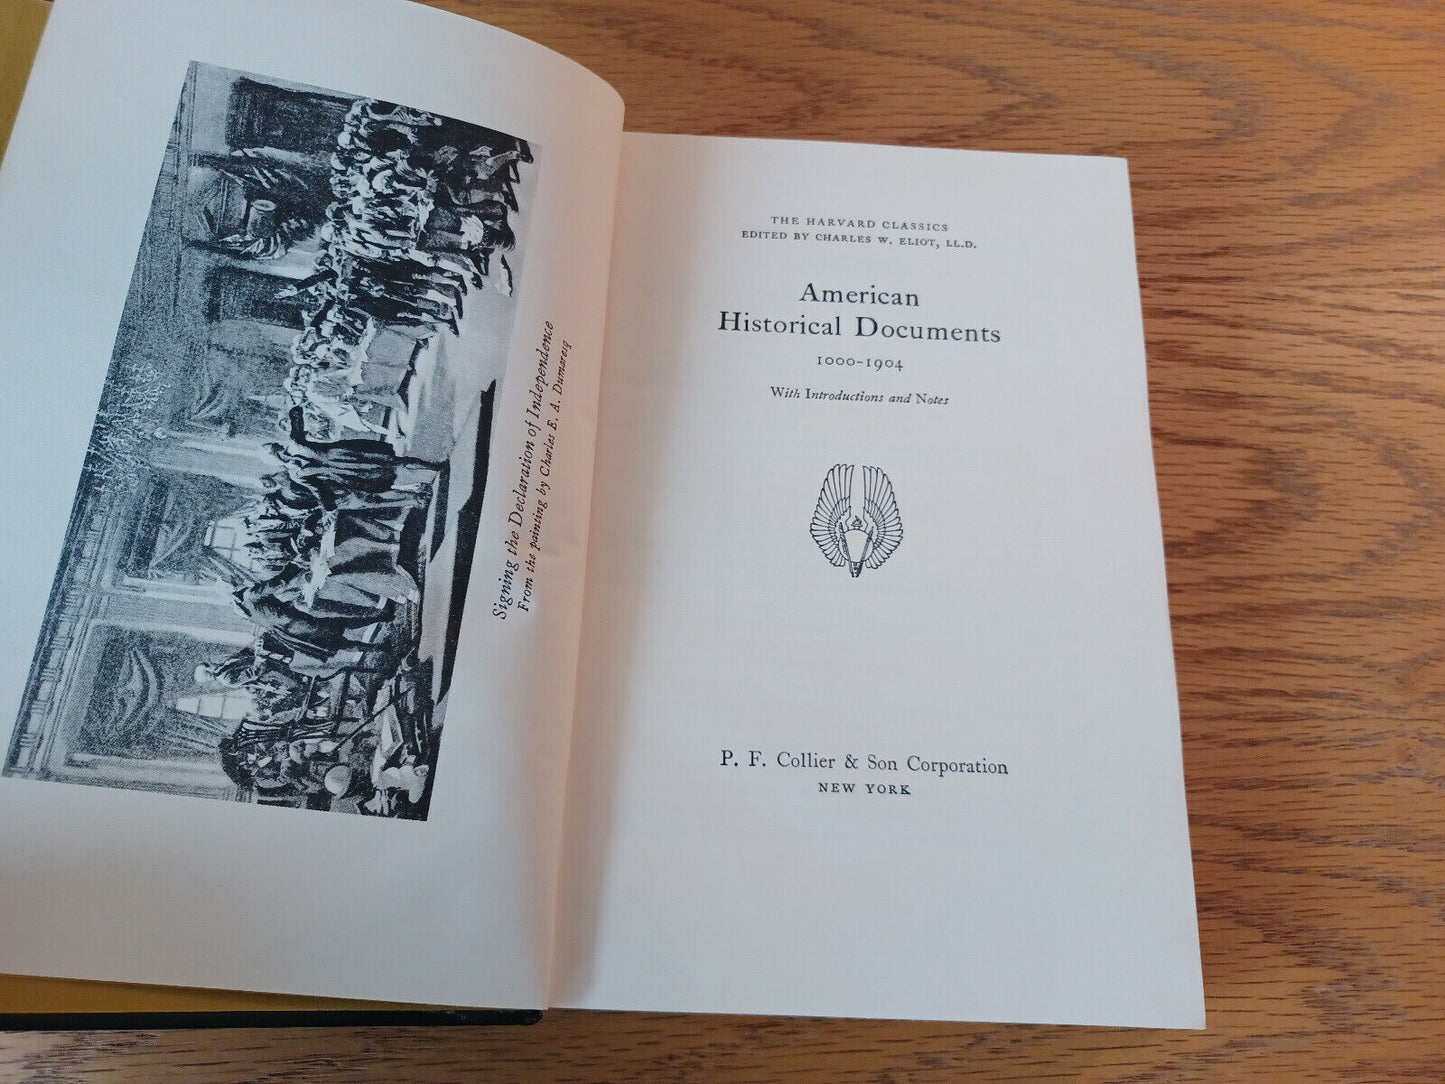 Signing the Declaration of Independence
From the painting by Charles E. A. Dumaresq
THE HARVARD CLASSICS
EDITED BY CHARLES W. ELIOT, LL.D.
American
Historical Documents
1000-1904
With Introductions and Notes
P. F. Collier & Son Corporation
NEW YORK